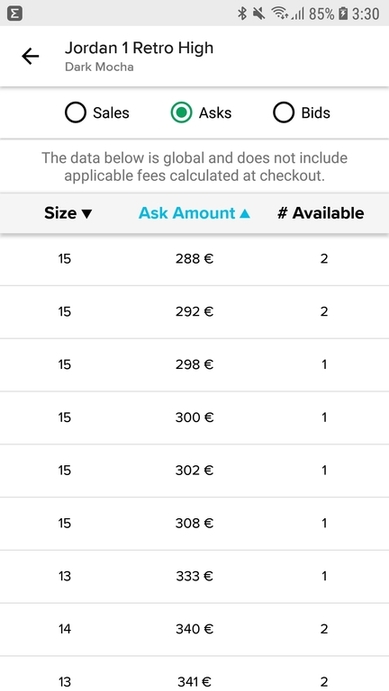 Σ 85% 3:30
Jordan 1 Retro High
Dark Mocha
Sales Asks Bids
The data below is global and does not include
applicable fees calculated at checkout.
Size ▼ Ask Amount ▲ # Available
15 288 € 2
15 292 € 2
15 298 € 1
15 300 € 1
15 302 € 1
15 308 € 1
13 333 € 1
14 340 € 2
13 341 € 2